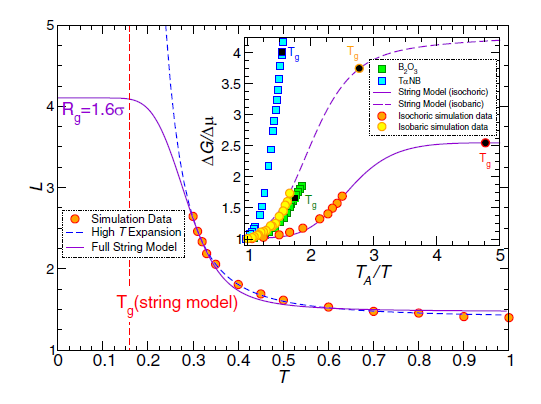 5
4
3
2
1
L
R_g=1.6σ
Simulation Data
High T Expansion
Full String Model
T_g(string model)
0 0.1 0.2 0.3 0.4 0.5 0.6 0.7 0.8 0.9 1
T
4
3.5
3
2.5
2
1.5
1
ΔG/Δμ
T_g
T_g
B_2O_3
TαNB
String Model (isochoric)
String Model (isobaric)
Isochoric simulation data
Isobaric simulation data
T_g
T_g
1 2 3 4 5
T_A/T